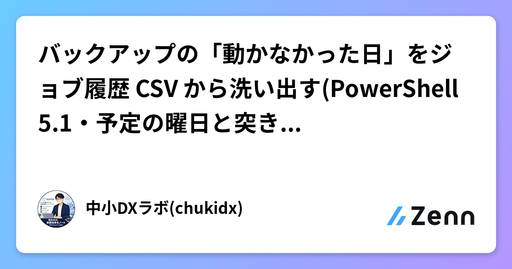 バックアップの「動かなかった日」をジ
ョブ履歴 CSV から洗い出す(PowerShell
5.1・予定の曜日と突き...
中小DXラボ(chukidx)
Zenn